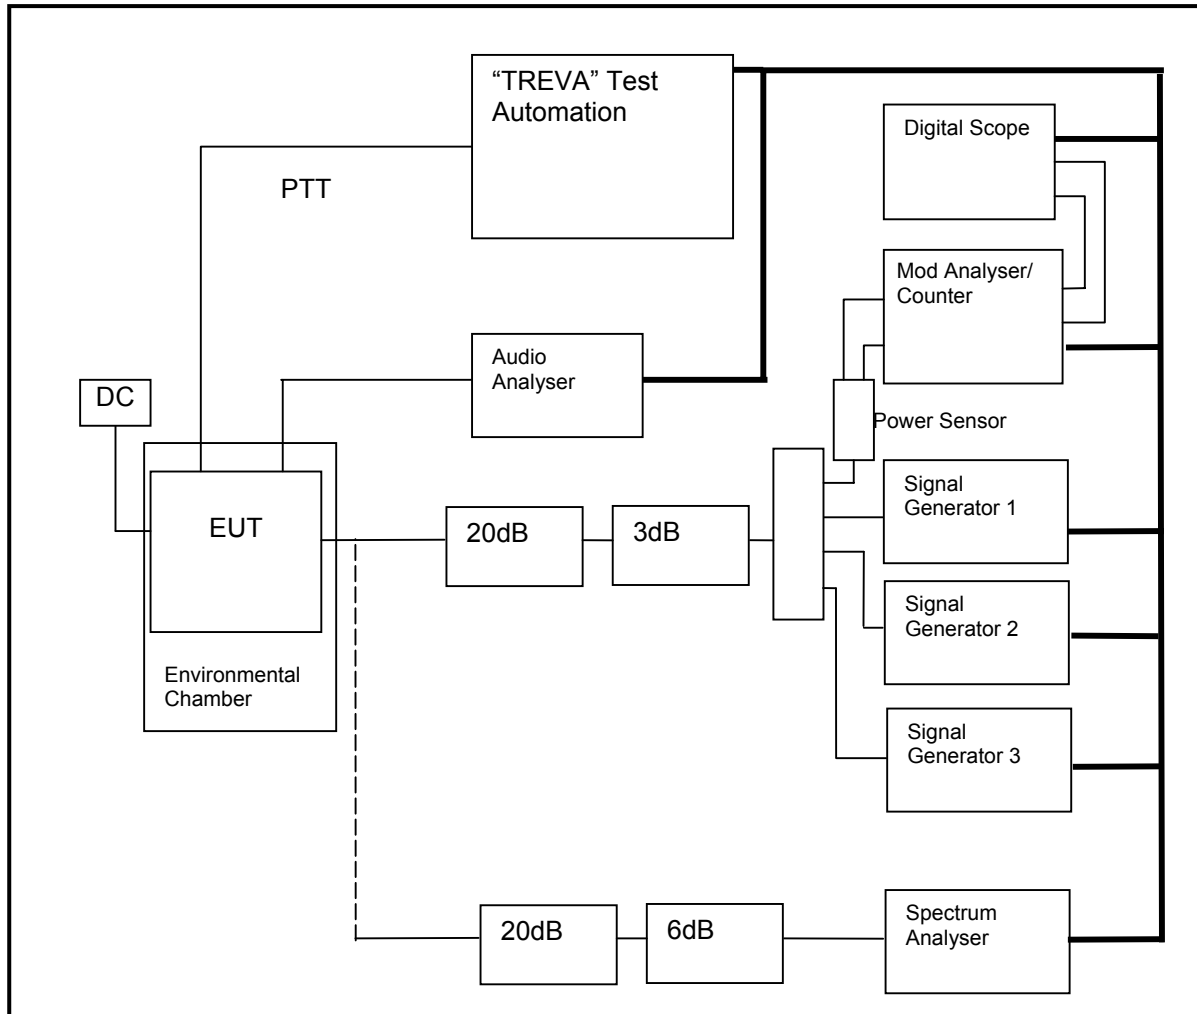 “TREVA” Test
Automation
Digital Scope
PTT
Mod Analyser/
Counter
Audio
Analyser
DC
Power Sensor
EUT
20dB
3dB
Signal
Generator 1
Signal
Generator 2
Environmental
Chamber
Signal
Generator 3
20dB
6dB
Spectrum
Analyser